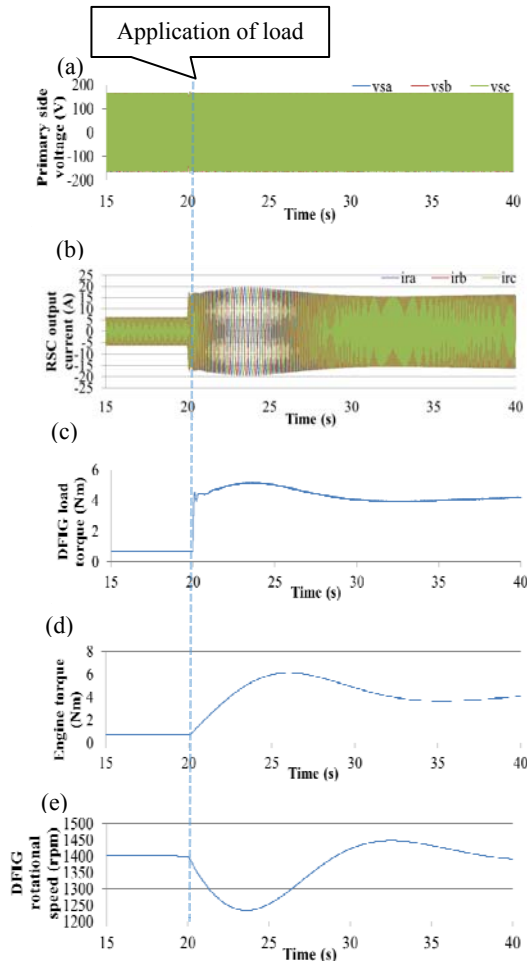 Application of load
(a)
Primary side
voltage (V)
200
100
0
-100
-200
vsa vsb vsc
15 20 25 30 35 40
Time (s)
(b)
RSC output
current (A)
25
20
15
10
5
0
-5
-10
-15
-20
-25
ira irb irc
15 20 25 30 35 40
Time (s)
(c)
DFIG load
torque (Nm)
6
4
2
0
15 20 25 30 35 40
Time (s)
(d)
Engine torque
(Nm)
8
6
4
2
0
15 20 25 30 35 40
Time (s)
(e)
DFIG
rotational
speed (rpm)
1500
1400
1300
1200
15 20 25 30 35 40
Time (s)